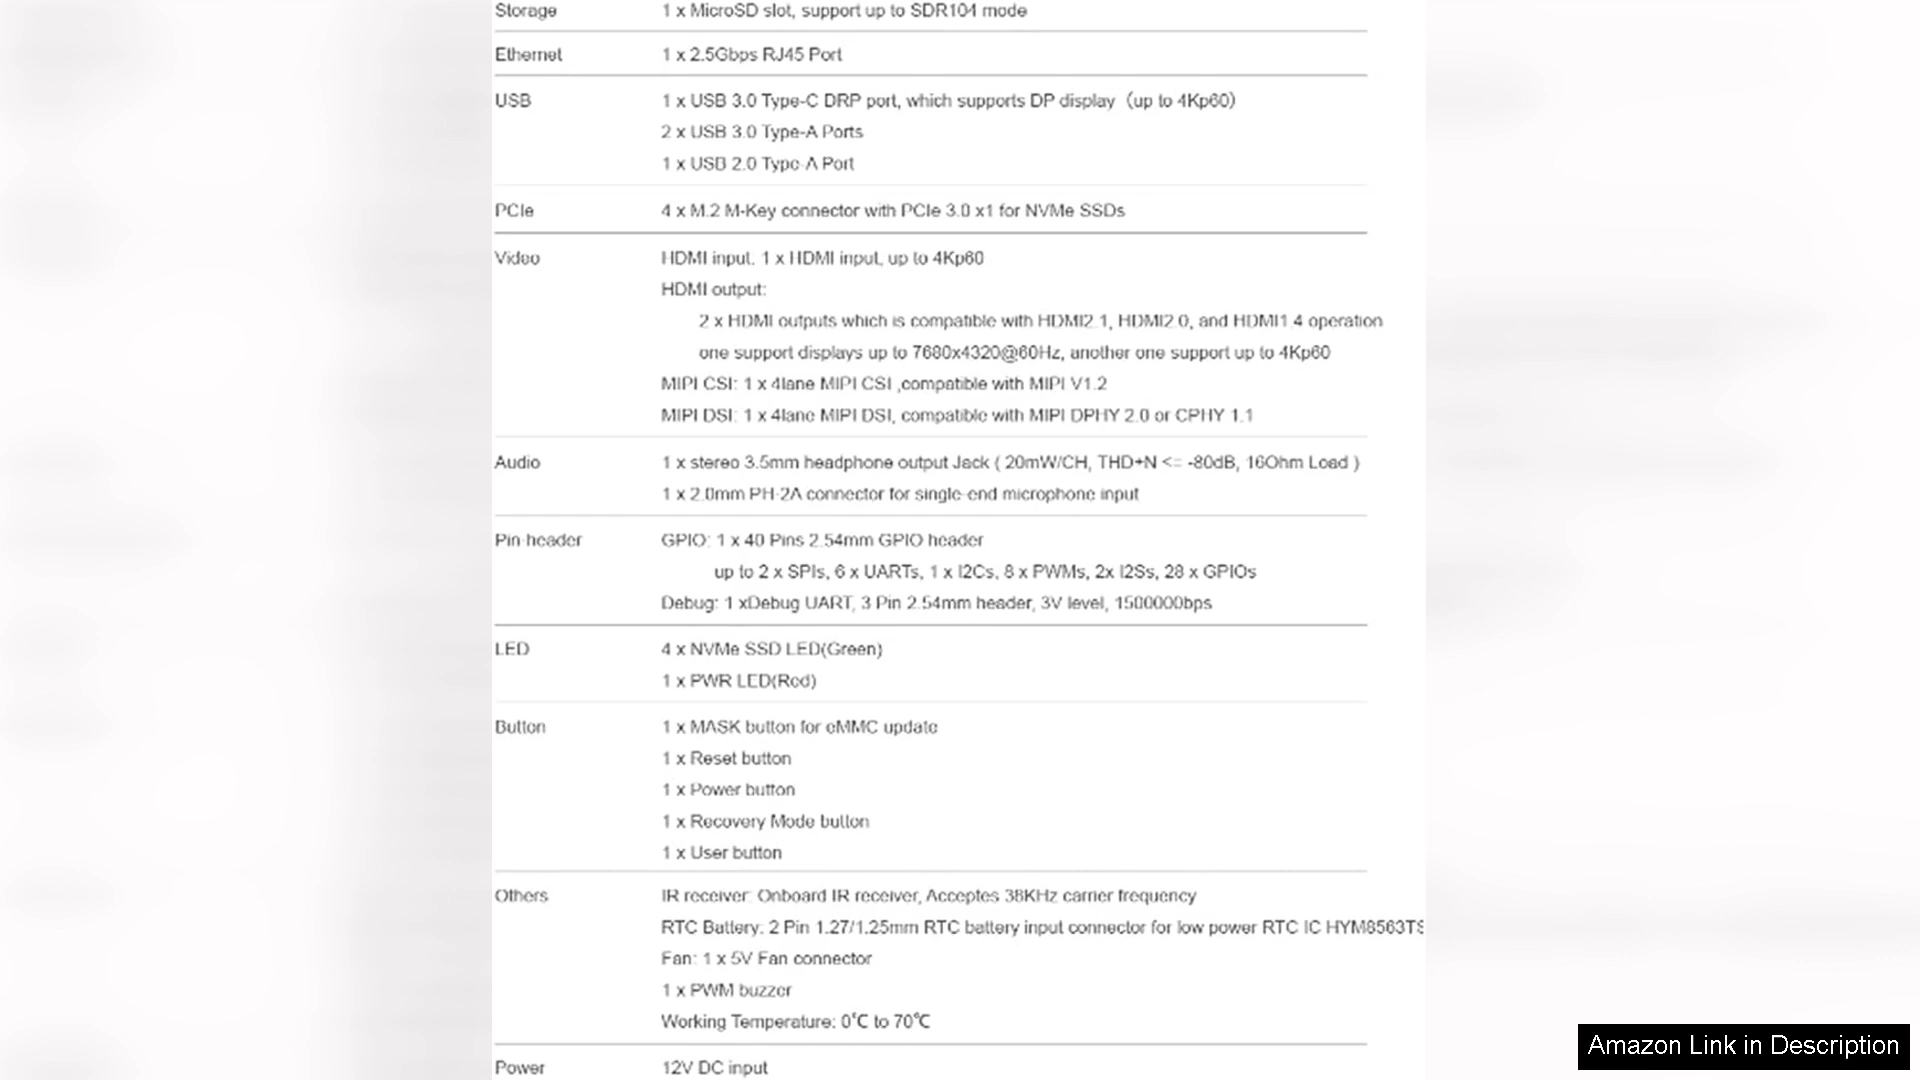 Storage 1 x MicroSD slot, support up to SDR104 mode
Ethernet 1 x 2.5Gbps RJ45 Port
USB 1 x USB 3.0 Type-C DRP port, which supports DP display（up to 4Kp60）
2 x USB 3.0 Type-A Ports
1 x USB 2.0 Type-A Port
PCIe 4 x M.2 M-Key connector with PCIe 3.0 x1 for NVMe SSDs
Video HDMI input. 1 x HDMI input, up to 4Kp60
HDMI output:
2 x HDMI outputs which is compatible with HDMI2.1, HDMI2.0, and HDMI1.4 operation
one support displays up to 7680x4320@60Hz, another one support up to 4Kp60
MIPI CSI: 1 x 4lane MIPI CSI ,compatible with MIPI V1.2
MIPI DSI: 1 x 4lane MIPI DSI, compatible with MIPI DPHY 2.0 or CPHY 1.1
Audio 1 x stereo 3.5mm headphone output Jack ( 20mW/CH, THD+N <= -80dB, 16Ohm Load )
1 x 2.0mm PH-2A connector for single-end microphone input
Pin-header GPIO: 1 x 40 Pins 2.54mm GPIO header
up to 2 x SPIs, 6 x UARTs, 1 x I2Cs, 8 x PWMs, 2x I2Ss, 28 x GPIOs
Debug: 1 xDebug UART, 3 Pin 2.54mm header, 3V level, 1500000bps
LED 4 x NVMe SSD LED(Green)
1 x PWR LED(Red)
Button 1 x MASK button for eMMC update
1 x Reset button
1 x Power button
1 x Recovery Mode button
1 x User button
Others IR receiver: Onboard IR receiver, Acceptes 38KHz carrier frequency
RTC Battery: 2 Pin 1.27/1.25mm RTC battery input connector for low power RTC IC HYM8563TS
Fan: 1 x 5V Fan connector
1 x PWM buzzer
Working Temperature: 0℃ to 70℃
Power 12V DC input
Amazon Link in Description